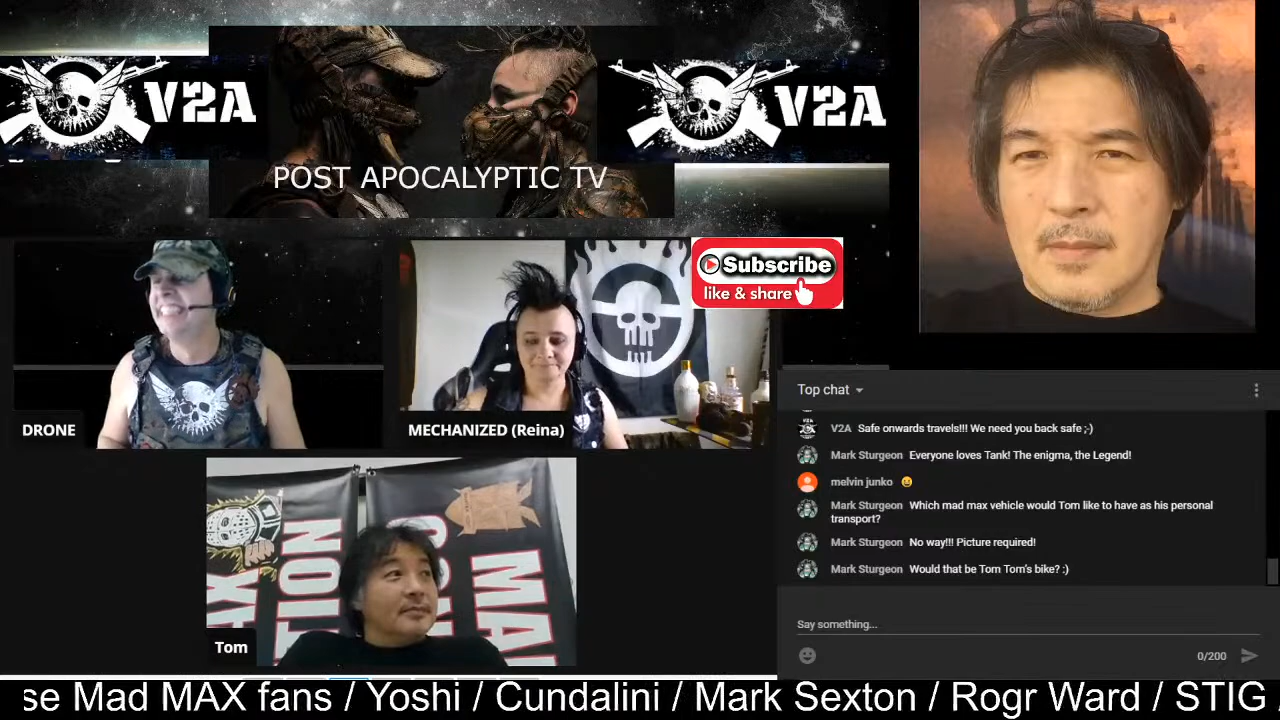 V2A
V2A
POST APOCALYPTIC TV
Subscribe
like & share
DRONE
MECHANIZED (Reina)
Tom
Top chat
V2A Safe onwards travels!!! We need you back safe ;-)
Mark Sturgeon Everyone loves Tank! The enigma, the Legend!
melvin junko 😀
Mark Sturgeon Which mad max vehicle would Tom like to have as his personal
transport?
Mark Sturgeon No way!!! Picture required!
Mark Sturgeon Would that be Tom Tom's bike? :)
Say something...
0/200
se Mad MAX fans / Yoshi / Cundalini / Mark Sexton / Rogr Ward / STIG